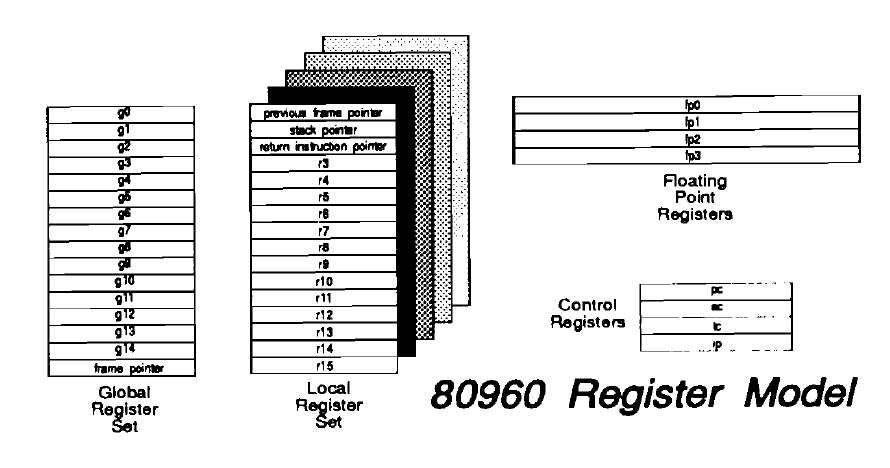 g0
g1
g2
g3
g4
g5
g6
g7
g8
g9
g10
g11
g12
g13
g14
frame pointer
Global
Register
Set
previous frame pointer
stack pointer
return instruction pointer
r3
r4
r5
r6
r7
r8
r9
r10
r11
r12
r13
r14
r15
Local
Register
Set
fp0
fp1
fp2
fp3
Floating
Point
Registers
Control
Registers
pc
ac
tc
ip
80960 Register Model